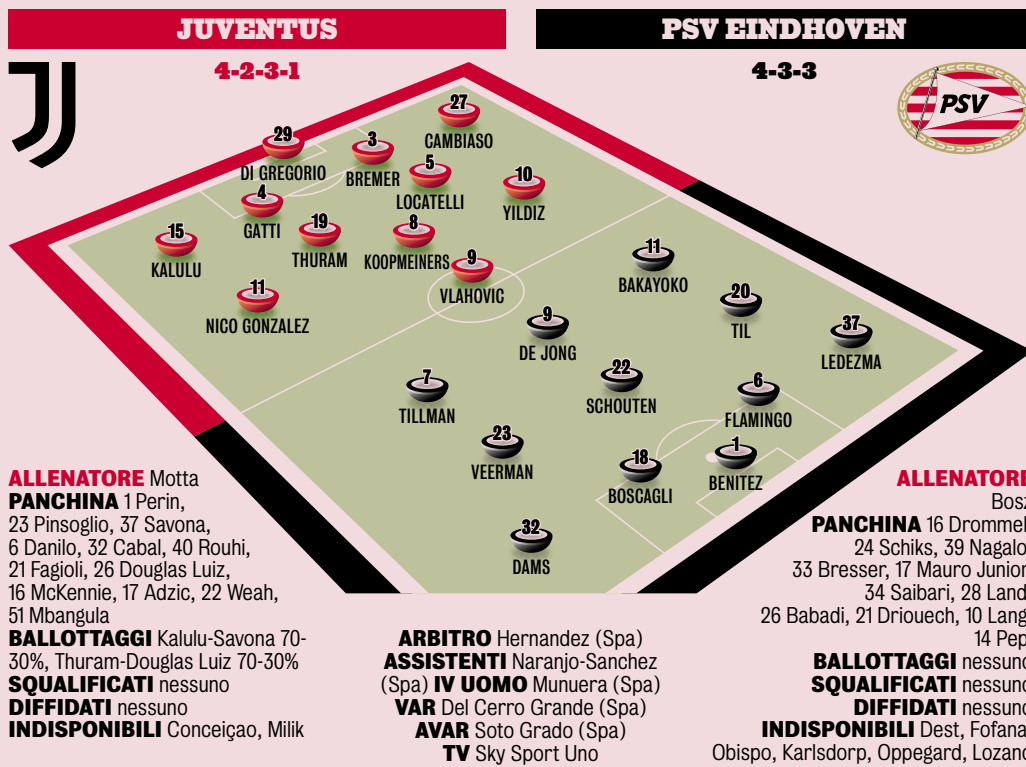 JUVENTUS
4-2-3-1
PSV EINDHOVEN
4-3-3
PSV
27
CAMBIASO
29
DI GREGORIO
3
BREMER
5
LOCATELLI
10
YILDIZ
4
GATTI
19
THURAM
8
KOOPMEINERS
15
KALULU
9
VLAHOVIC
11
NICO GONZALEZ
11
BAKAYOKO
20
TIL
37
LEDEZMA
9
DE JONG
22
SCHOUTEN
6
FLAMINGO
7
TILLMAN
23
VEERMAN
18
BOSCAGLI
1
BENITEZ
32
DAMS
ALLENATORE Motta
PANCHINA 1 Perin,
23 Pinsoglio, 37 Savona,
6 Danilo, 32 Cabal, 40 Rouhi,
21 Fagioli, 26 Douglas Luiz,
16 McKennie, 17 Adzic, 22 Weah,
51 Mbangula
BALLOTTAGGI Kalulu-Savona 70-
30%, Thuram-Douglas Luiz 70-30%
SQUALIFICATI nessuno
DIFFIDATI nessuno
INDISPONIBILI Conceiçao, Milik
ARBITRO Hernandez (Spa)
ASSISTENTI Naranjo-Sanchez
(Spa) IV UOMO Munuera (Spa)
VAR Del Cerro Grande (Spa)
AVAR Soto Grado (Spa)
TV Sky Sport Uno
ALLENATORE
Bosz
PANCHINA 16 Drommel
24 Schiks, 39 Nagalo
33 Bresser, 17 Mauro Junior
34 Saibari, 28 Land
26 Babadi, 21 Driouech, 10 Lang
14 Pepi
BALLOTTAGGI nessuno
SQUALIFICATI nessuno
DIFFIDATI nessuno
INDISPONIBILI Dest, Fofana
Obispo, Karlsdorp, Oppegard, Lozano